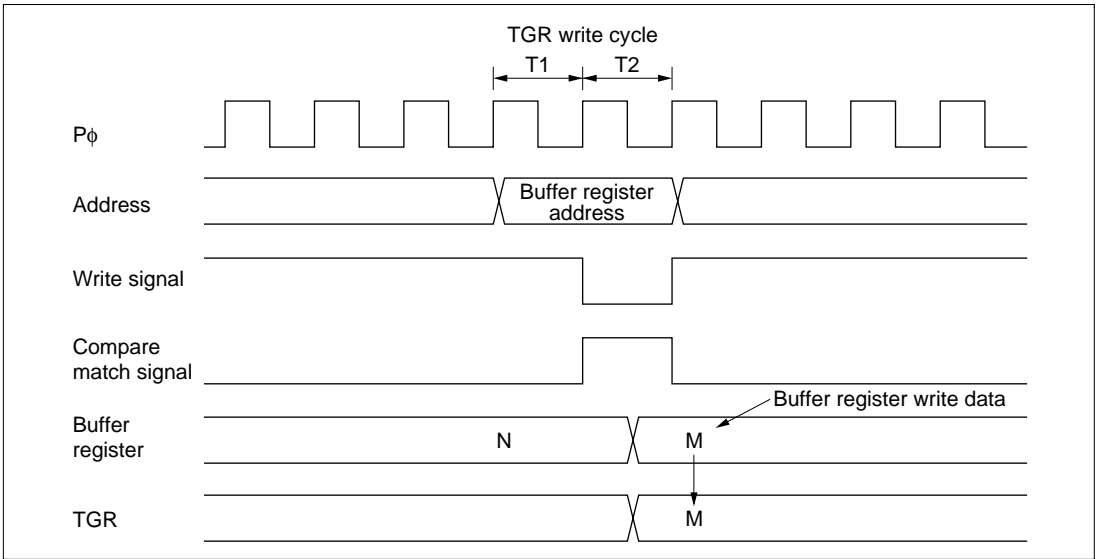 TGR write cycle
T1 T2
Pϕ
Address
Buffer register
address
Write signal
Compare
match signal
Buffer register write data
Buffer
register
N M
TGR
M